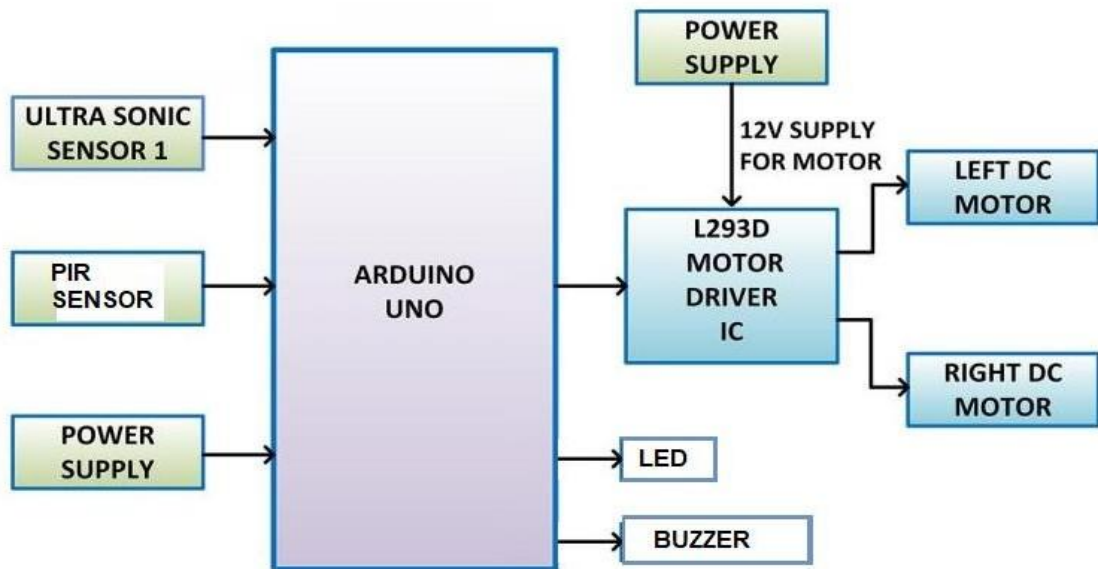 ULTRA SONIC
SENSOR 1
PIR
SENSOR
POWER
SUPPLY
ARDUINO
UNO
POWER
SUPPLY
12V SUPPLY
FOR MOTOR
L293D
MOTOR
DRIVER
IC
LEFT DC
MOTOR
RIGHT DC
MOTOR
LED
BUZZER